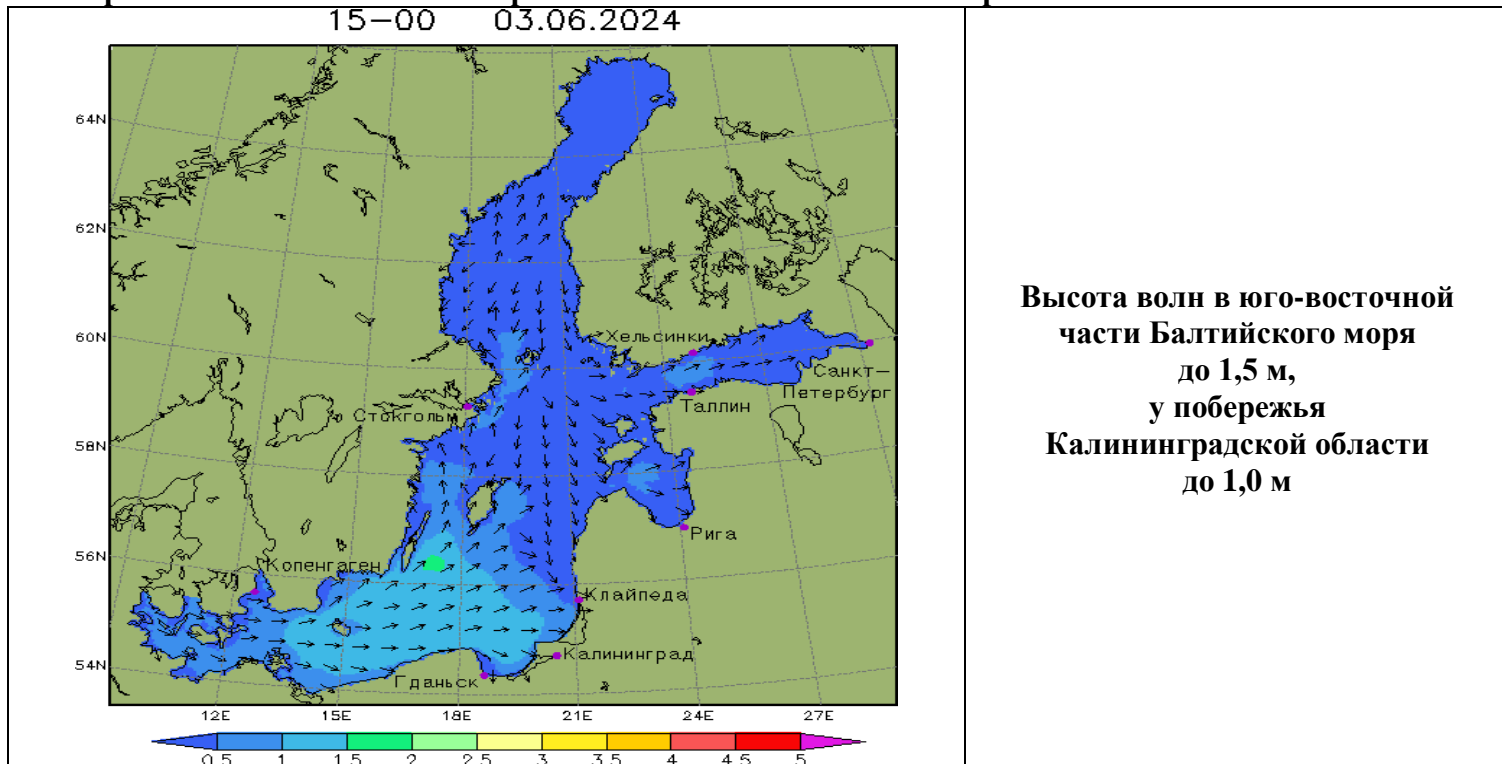 15-00 03.06.2024
64N
62N
60N
58N
56N
54N
Хельсинки
Санкт-
Петербург
Таллин
Стокгольм
Рига
Копенгаген
Клайпеда
Калининград
Гданьск
12E 15E 18E 21E 24E 27E
0.5 1 1.5 2 2.5 3 3.5 4 4.5 5
Высота волн в юго-восточной
части Балтийского моря
до 1,5 м,
у побережья
Калининградской области
до 1,0 м